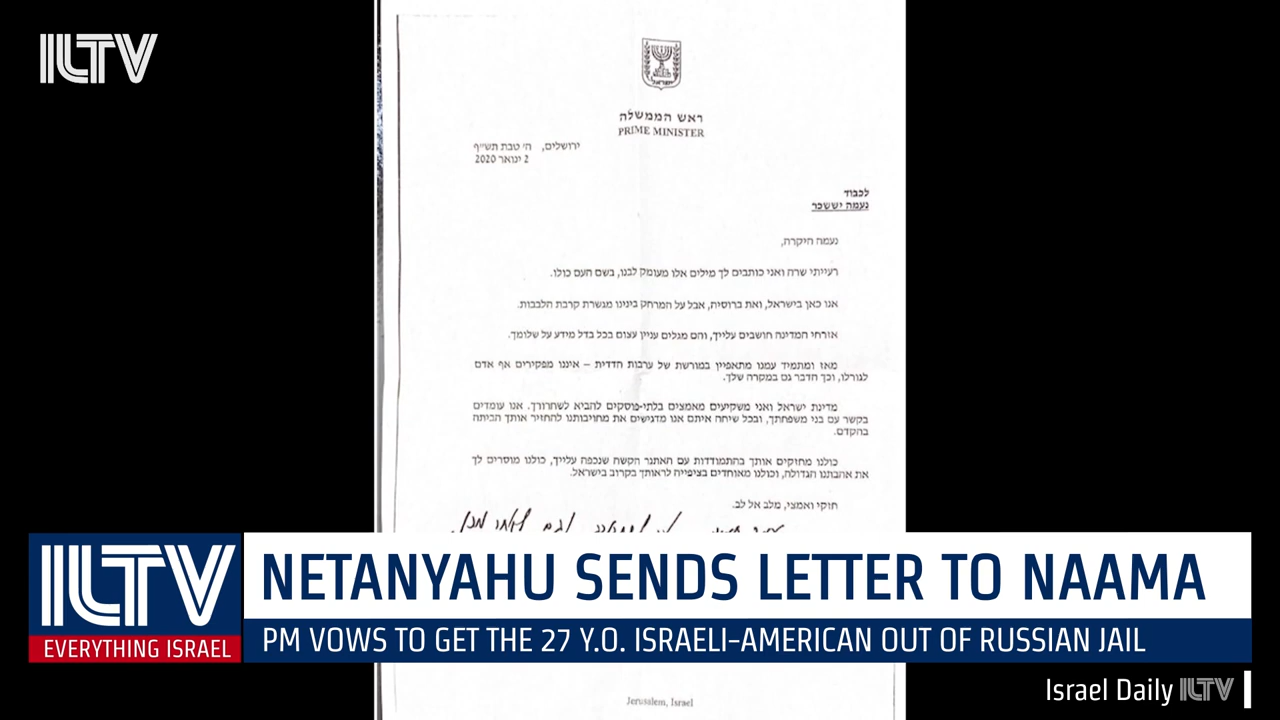 ILTV
ראש הממשלה
PRIME MINISTER
ירושלים, ה' טבת תש"ף
2 ינואר 2020
לכבוד
נעמה יששכר
נעמה היקרה,
רעייתי שרה ואני כותבים לך מילים אלו מעומק לבנו, בשם העם כולו.
אנו כאן בישראל, ואת ברוסיה, אבל על המרחק בינינו מגשרת קרבת הלבבות.
אזרחי המדינה חושבים עלייך, והם מגלים עניין עצום בכל בדל מידע על שלומך.
מאז ומתמיד עמנו מתאפיין במורשת של ערבות הדדית – איננו מפקירים אף אדם
לגורלו, וכך הדבר גם במקרה שלך.
מדינת ישראל ואני משקיעים מאמצים בלתי-פוסקים להביא לשחרורך. אנו עומדים
בקשר עם בני משפחתך, ובכל שיחה איתם אנו מדגישים את מחויבותנו להחזיר אותך הביתה
בהקדם.
כולנו מחזקים אותך בהתמודדות עם האתגר הקשה שנכפה עלייך, כולנו מוסרים לך
את אהבתנו הגדולה, וכולנו מאוחדים בציפייה לראותך בקרוב בישראל.
חזקי ואמצי, מלב אל לב.
ILTV
EVERYTHING ISRAEL
NETANYAHU SENDS LETTER TO NAAMA
PM VOWS TO GET THE 27 Y.O. ISRAELI-AMERICAN OUT OF RUSSIAN JAIL
Israel Daily ILTV
Jerusalem, Israel